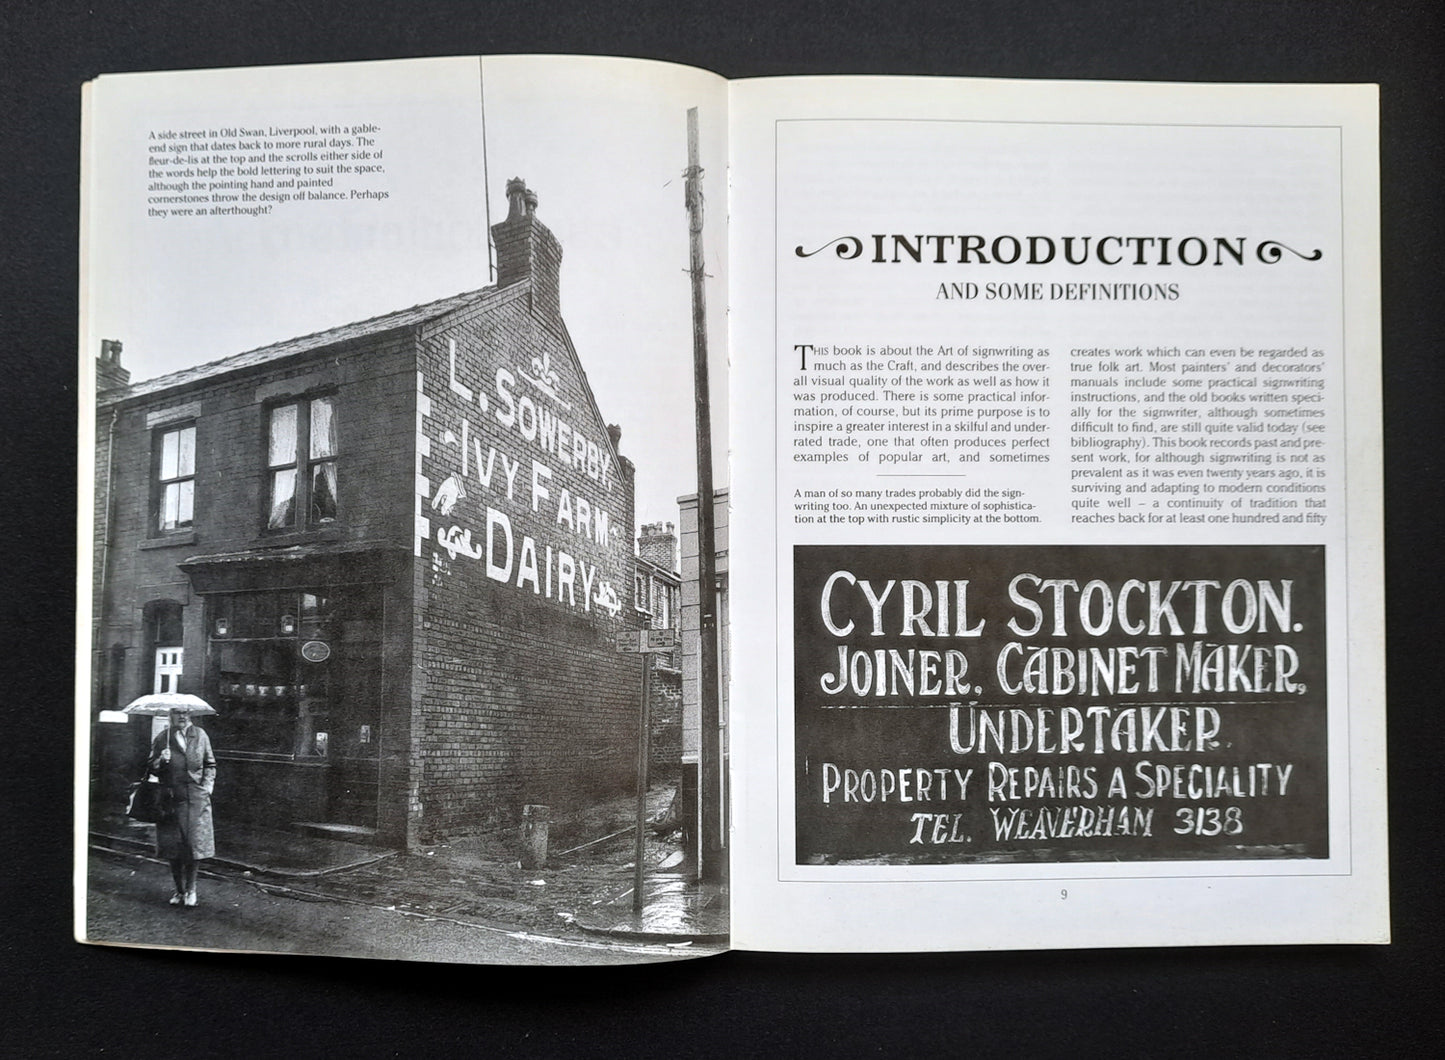 A side street in Old Swan, Liverpool, with a gable-
end sign that dates back to more rural days. The
fleur-de-lis at the top and the scrolls either side of
the words help the bold lettering to suit the space,
although the pointing hand and painted
cornerstones throw the design off balance. Perhaps
they were an afterthought?
L. SOWERBY
IVY FARM
DAIRY
INTRODUCTION
AND SOME DEFINITIONS
THIS book is about the Art of signwriting as
much as the Craft, and describes the over-
all visual quality of the work as well as how it
was produced. There is some practical infor-
mation, of course, but its prime purpose is to
inspire a greater interest in a skilful and under-
rated trade, one that often produces perfect
examples of popular art, and sometimes
creates work which can even be regarded as
true folk art. Most painters' and decorators'
manuals include some practical signwriting
instructions, and the old books written speci-
ally for the signwriter, although sometimes
difficult to find, are still quite valid today (see
bibliography). This book records past and pre-
sent work, for although signwriting is not as
prevalent as it was even twenty years ago, it is
surviving and adapting to modern conditions
quite well – a continuity of tradition that
reaches back for at least one hundred and fifty
A man of so many trades probably did the sign-
writing too. An unexpected mixture of sophistica-
tion at the top with rustic simplicity at the bottom.
CYRIL STOCKTON.
JOINER, CABINET MAKER,
UNDERTAKER.
PROPERTY REPAIRS A SPECIALITY
TEL. WEAVERHAM 3138
9